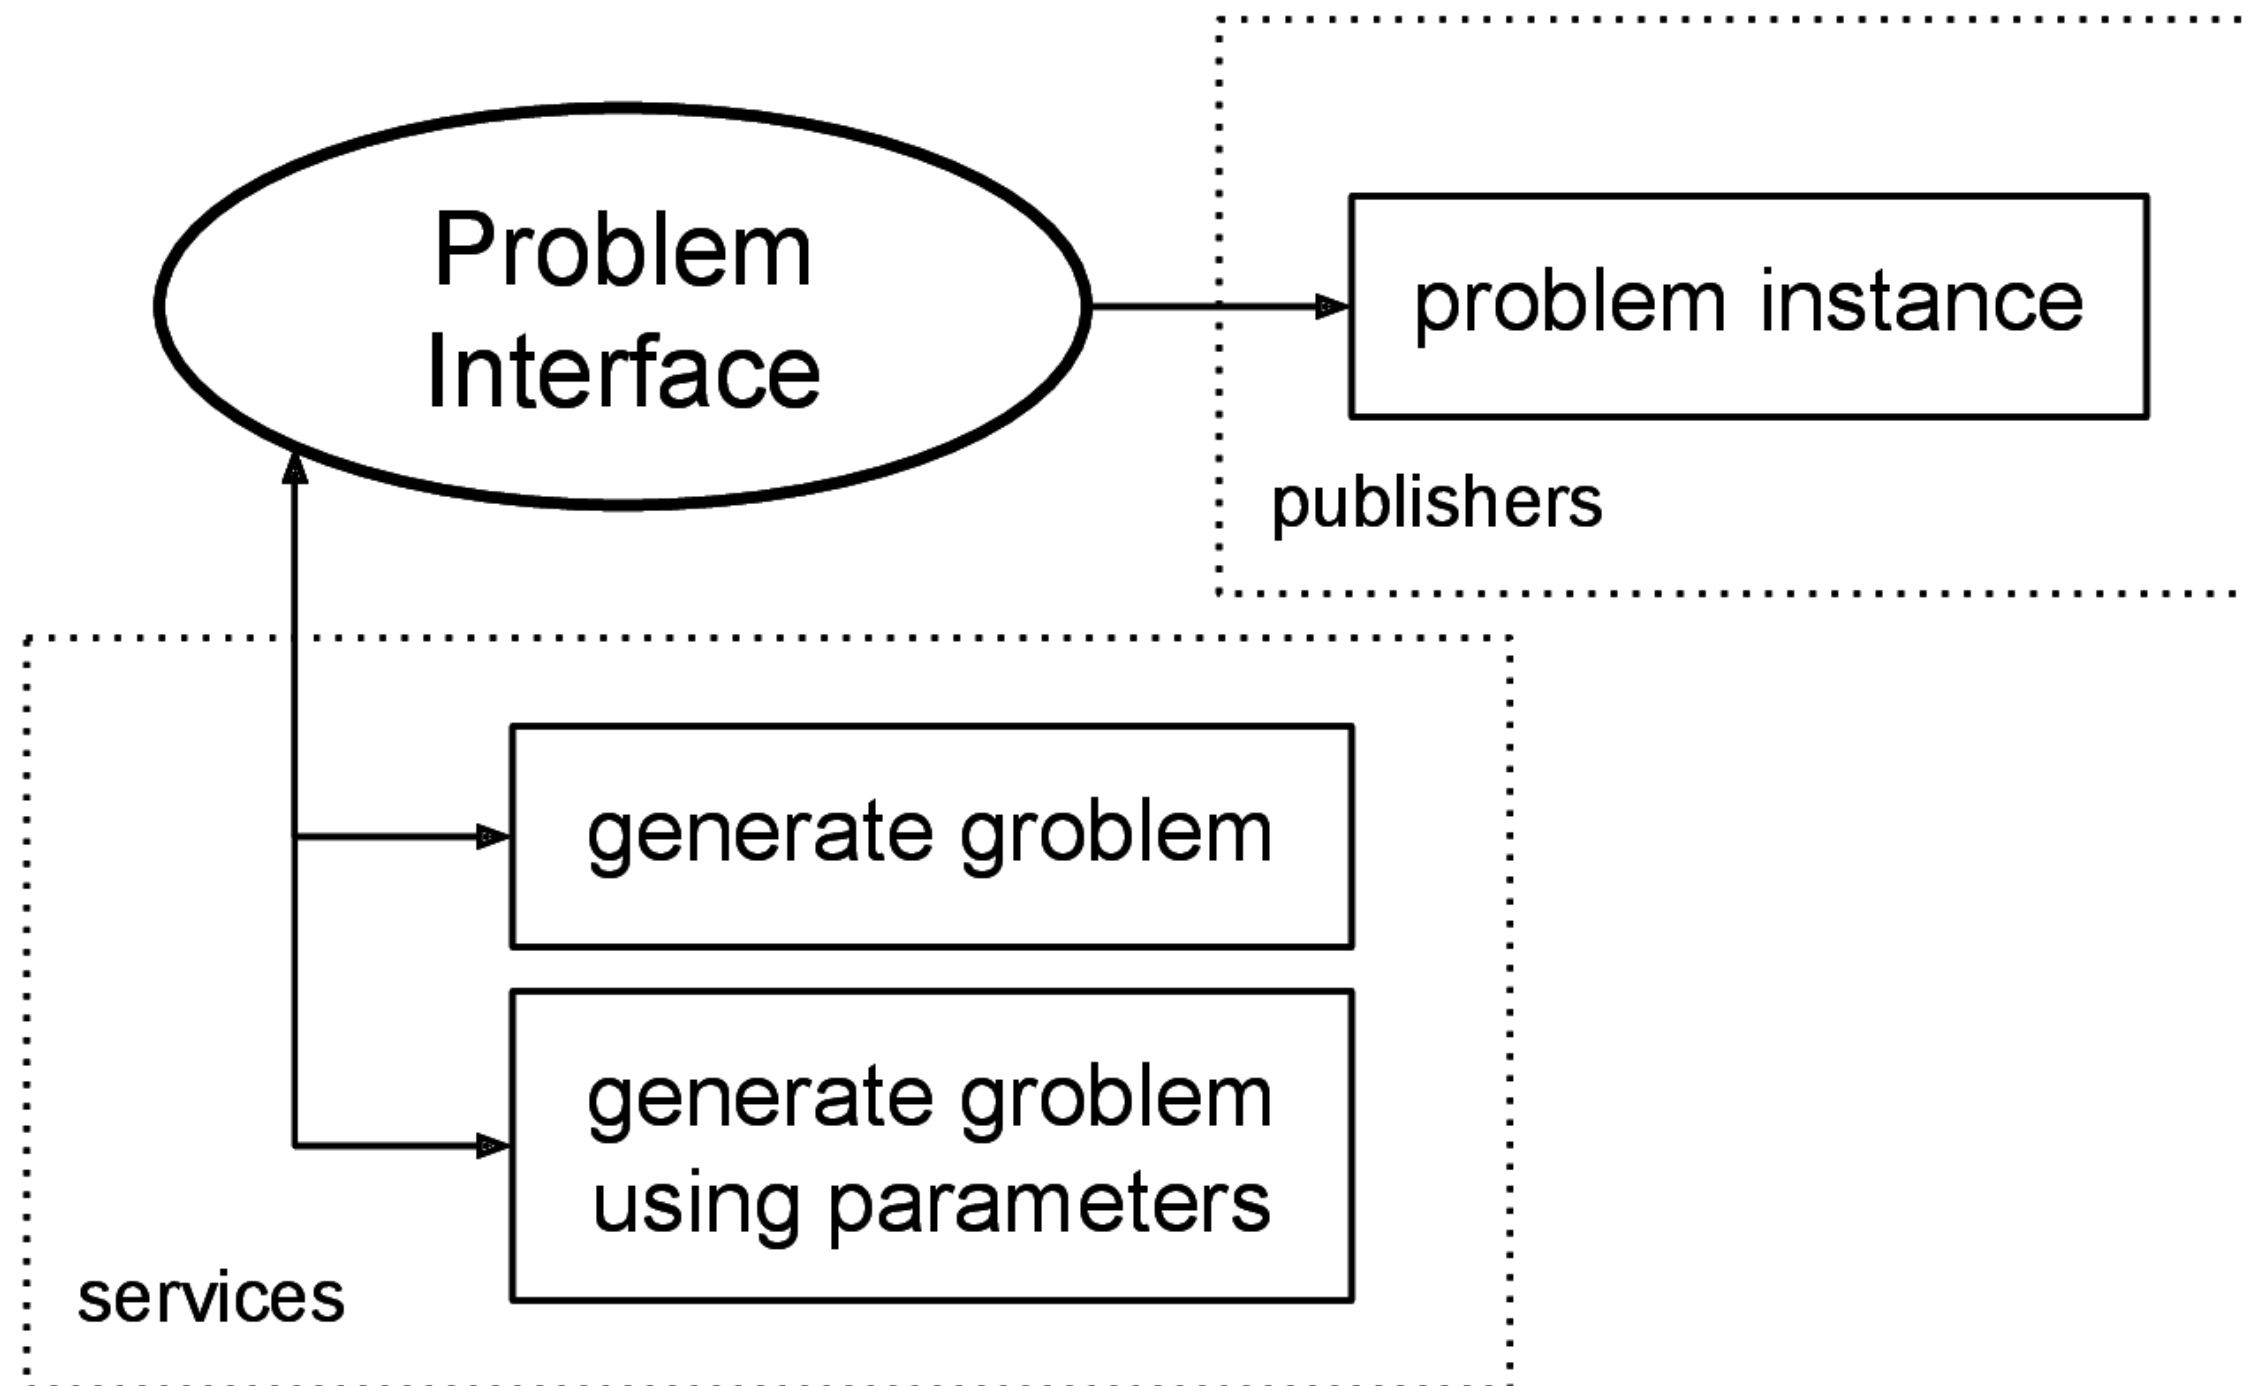 Problem
Interface
problem instance
publishers
generate groblem
generate groblem
using parameters
services